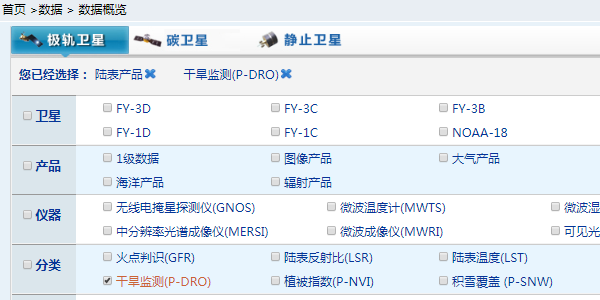 首页 >数据 > 数据概览
极轨卫星 碳卫星 静止卫星
您已经选择： 陆表产品 干旱监测(P-DRO)
卫星 FY-3D FY-3C FY-3B
FY-1D FY-1C NOAA-18
产品 1级数据 图像产品 大气产品
海洋产品 辐射产品
仪器 无线电掩星探测仪(GNOS) 微波温度计(MWTS) 微波湿
中分辨率光谱成像仪(MERSI) 微波成像仪(MWRI) 可见光
分类 火点判识(GFR) 陆表反射比(LSR) 陆表温度(LST)
干旱监测(P-DRO) 植被指数(P-NVI) 积雪覆盖 (P-SNW)